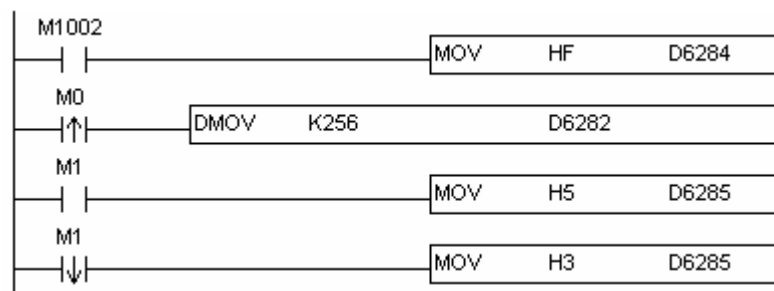 M1002
MOV HF D6284
M0
DMOV K256 D6282
M1
MOV H5 D6285
M1
MOV H3 D6285